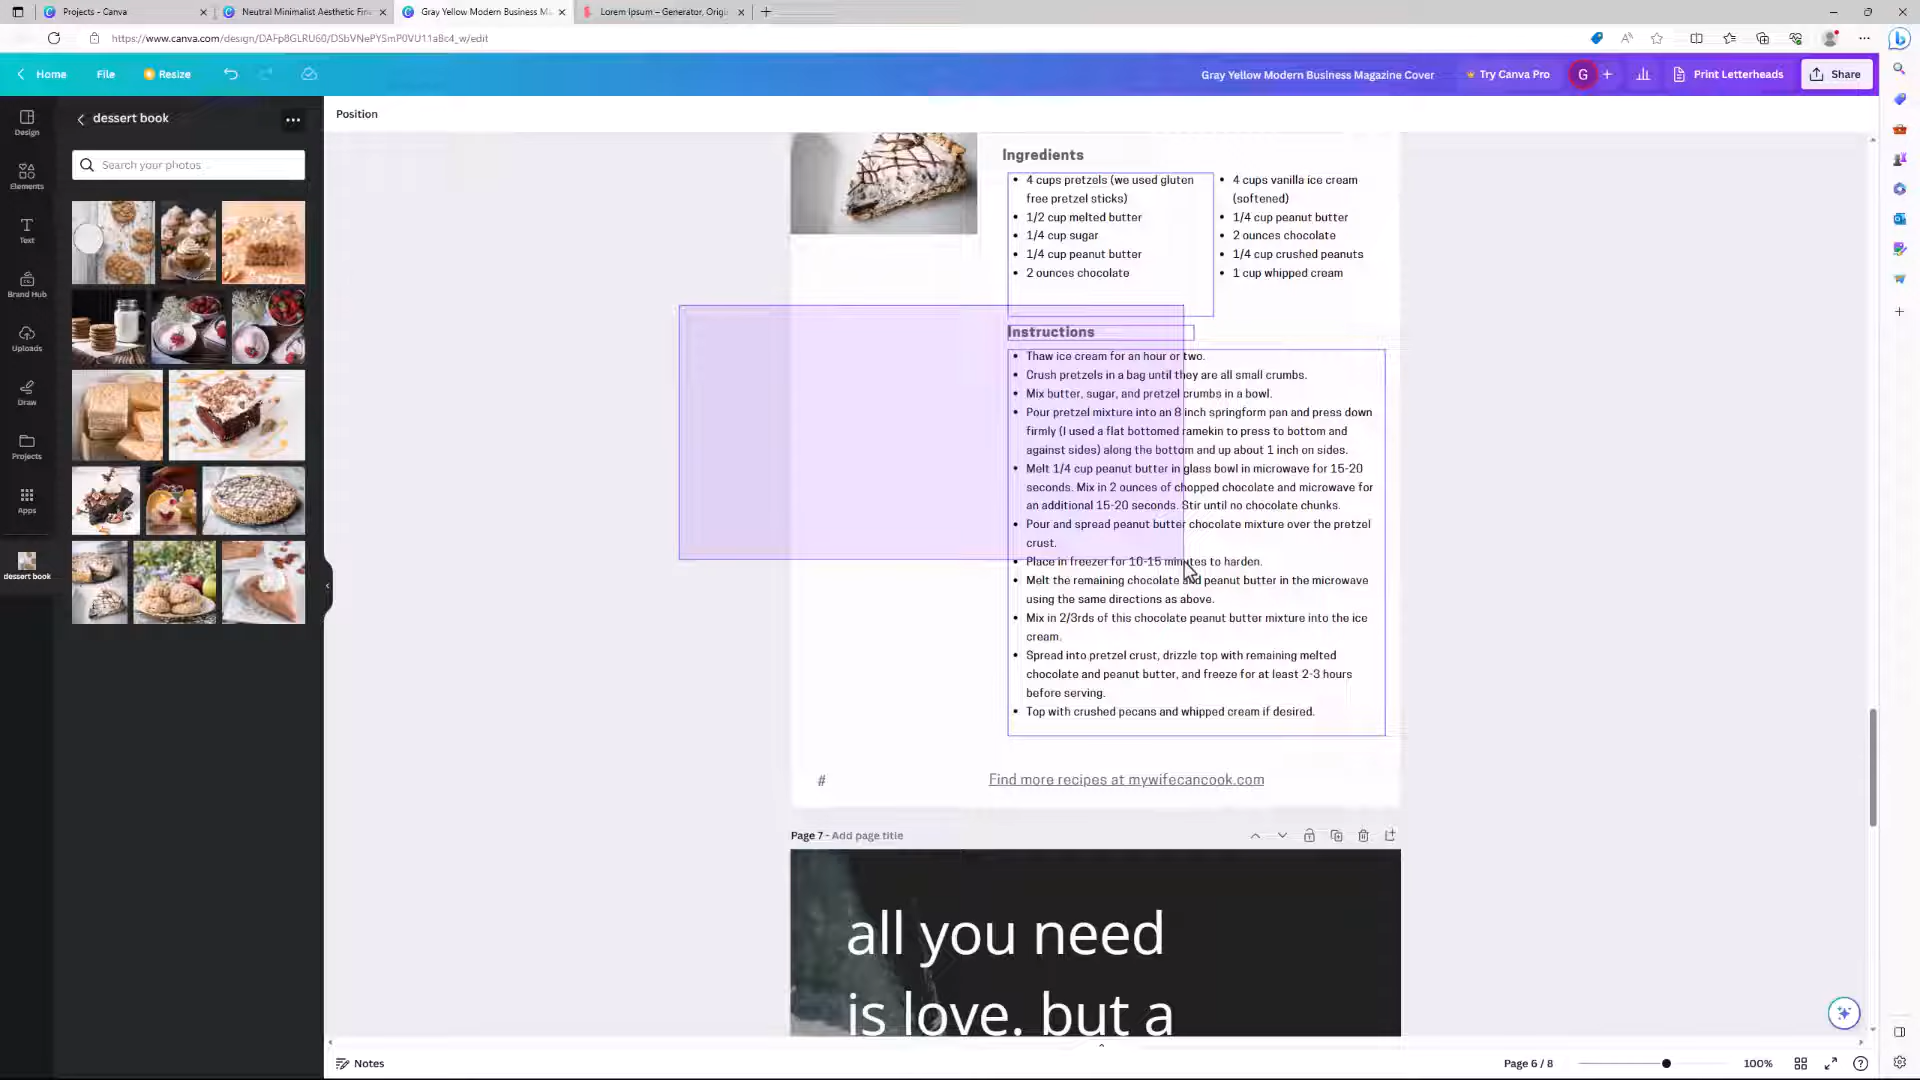 Projects - Canva
Neutral Minimalist Aesthetic Fin
Gray Yellow Modern Business M
Lorem Ipsum – Generator, Origi
https://www.canva.com/design/DAFp8GLRU60/DSbVNePYSmP0VU11a8c4_w/edit
Home
File
Resize
Gray Yellow Modern Business Magazine Cover
Try Canva Pro
G
Print Letterheads
Share
Design
Elements
Text
Brand Hub
Uploads
Draw
Projects
Apps
dessert book
dessert book
Search your photos
Position
Ingredients
4 cups pretzels (we used gluten
free pretzel sticks)
1/2 cup melted butter
1/4 cup sugar
1/4 cup peanut butter
2 ounces chocolate
4 cups vanilla ice cream
(softened)
1/4 cup peanut butter
2 ounces chocolate
1/4 cup crushed peanuts
1 cup whipped cream
Instructions
Thaw ice cream for an hour or two.
Crush pretzels in a bag until they are all small crumbs.
Mix butter, sugar, and pretzel crumbs in a bowl.
Pour pretzel mixture into an 8 inch springform pan and press down
firmly (I used a flat bottomed ramekin to press to bottom and
against sides) along the bottom and up about 1 inch on sides.
Melt 1/4 cup peanut butter in glass bowl in microwave for 15-20
seconds. Mix in 2 ounces of chopped chocolate and microwave for
an additional 15-20 seconds. Stir until no chocolate chunks.
Pour and spread peanut butter chocolate mixture over the pretzel
crust.
Place in freezer for 10-15 minutes to harden.
Melt the remaining chocolate and peanut butter in the microwave
using the same directions as above.
Mix in 2/3rds of this chocolate peanut butter mixture into the ice
cream.
Spread into pretzel crust, drizzle top with remaining melted
chocolate and peanut butter, and freeze for at least 2-3 hours
before serving.
Top with crushed pecans and whipped cream if desired.
#
Find more recipes at mywifecancook.com
Page 7 - Add page title
all you need
is love. but a
Notes
Page 6 / 8
100%